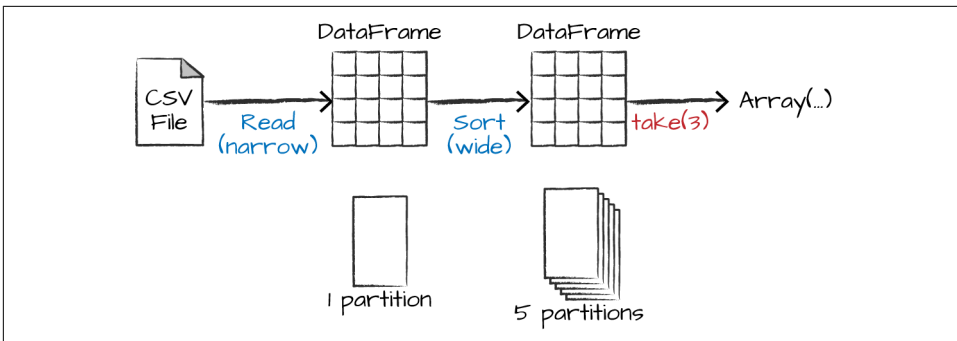 DataFrame
DataFrame
CSV
File
Read
(narrow)
Sort
(wide)
take(3)
Array(...)
1 partition
5 partitions